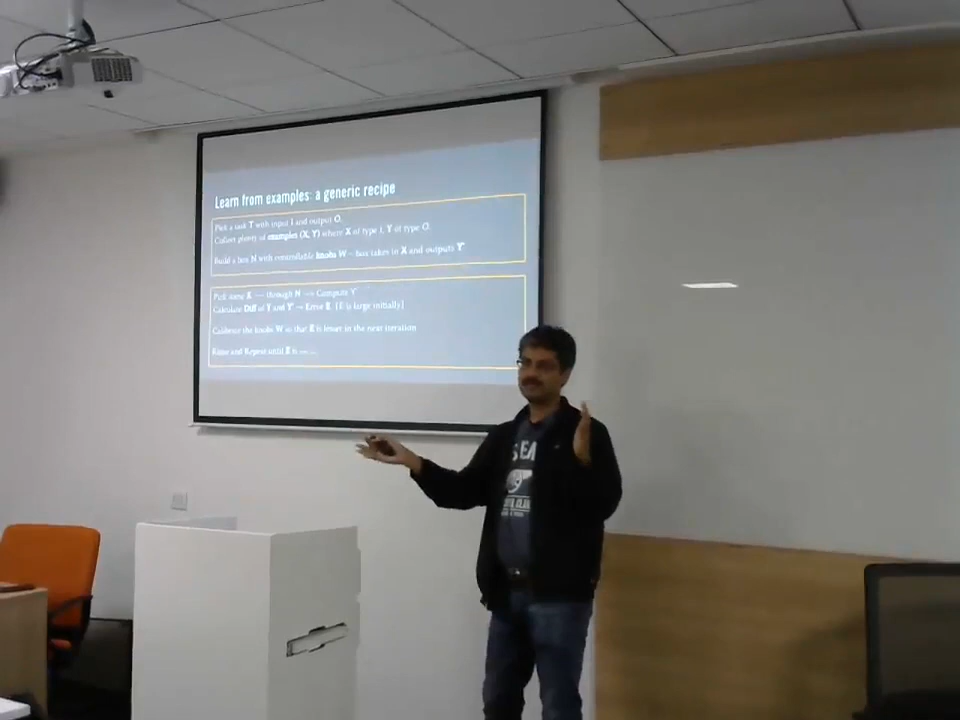 Learn from examples: a generic recipe
Pick a task T with input I and output O.
Collect plenty of examples (X, Y) where X of type I, Y of type O.
Build a box N with controllable knobs W – that takes in X and outputs Y'
Pick some X — through N — Compute Y'
Calculate Diff of Y and Y' – Error E. [E is large initially]
Calibrate the knobs W so that E is lesser in the next iteration
Rinse and Repeat until E is
SEA